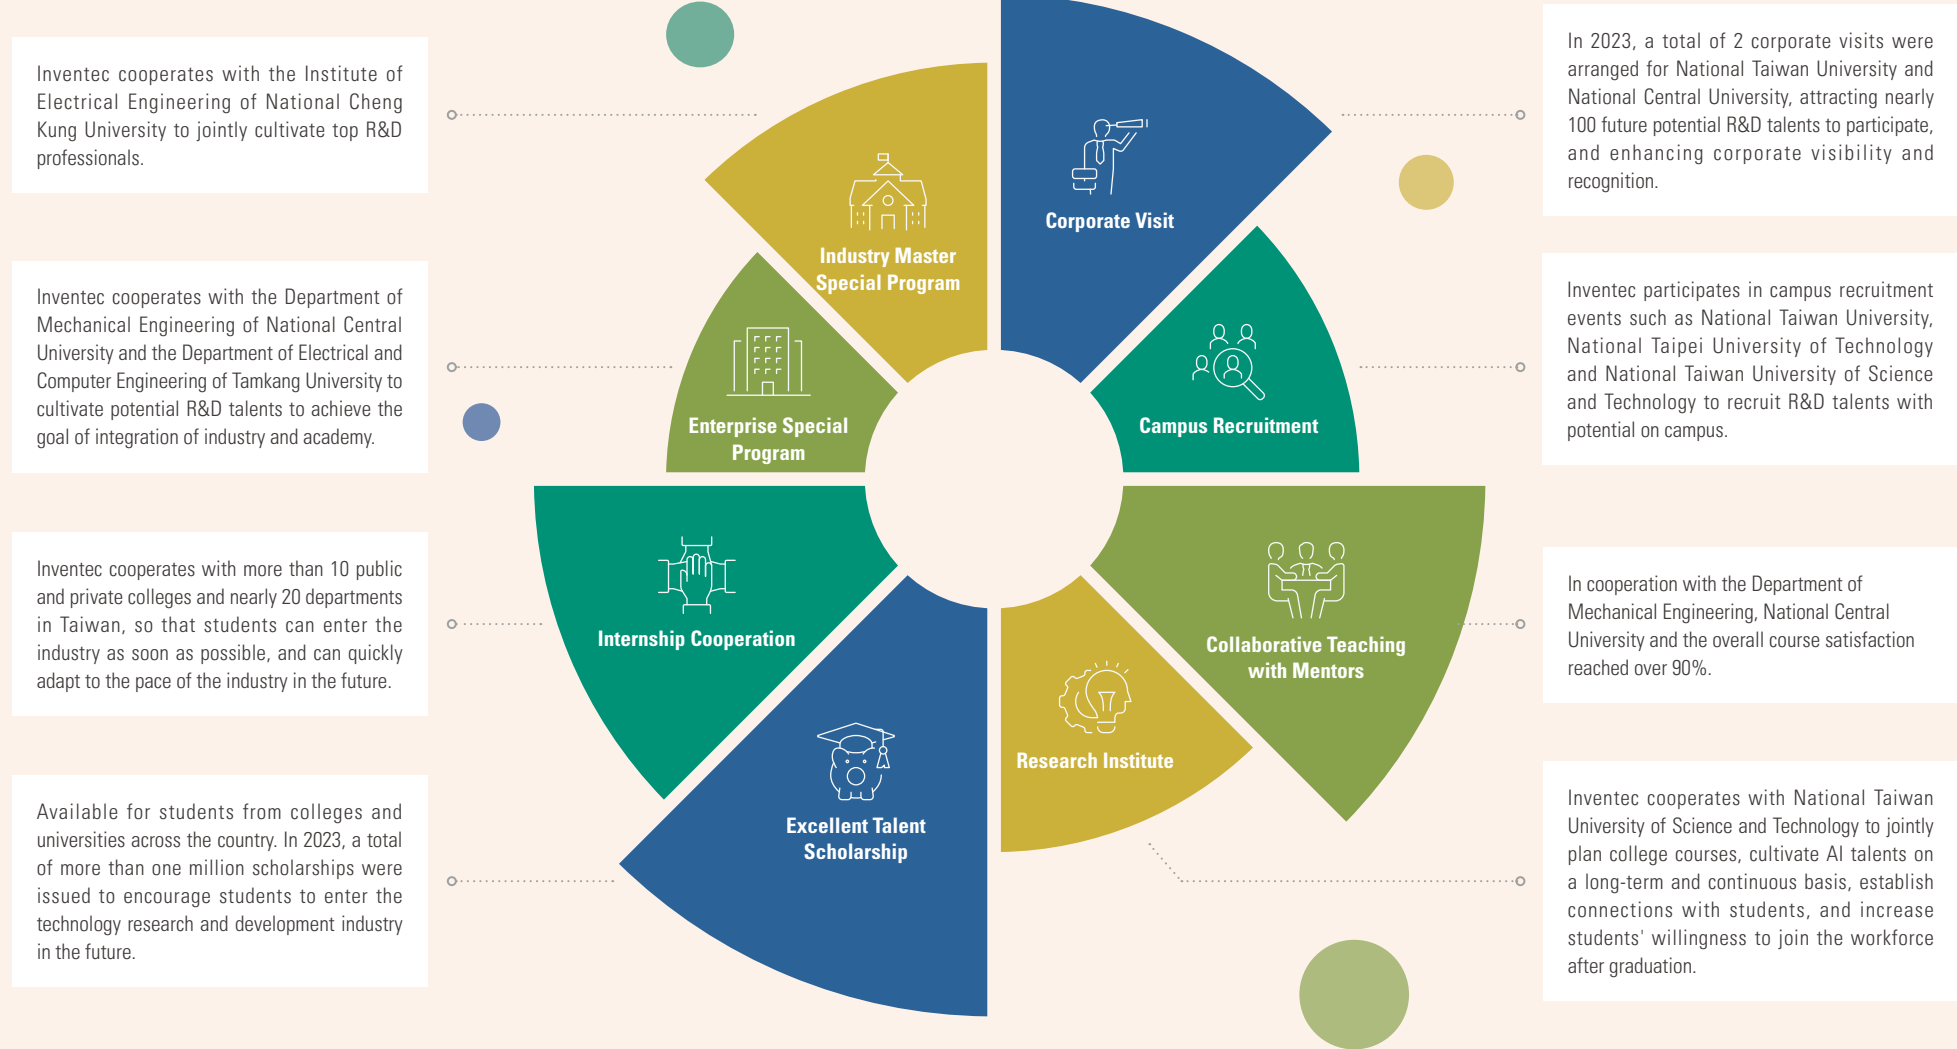 Inventec cooperates with the Institute of
Electrical Engineering of National Cheng
Kung University to jointly cultivate top R&D
professionals.
Inventec cooperates with the Department of
Mechanical Engineering of National Central
University and the Department of Electrical and
Computer Engineering of Tamkang University to
cultivate potential R&D talents to achieve the
goal of integration of industry and academy.
Inventec cooperates with more than 10 public
and private colleges and nearly 20 departments
in Taiwan, so that students can enter the
industry as soon as possible, and can quickly
adapt to the pace of the industry in the future.
Available for students from colleges and
universities across the country. In 2023, a total
of more than one million scholarships were
issued to encourage students to enter the
technology research and development industry
in the future.
Industry Master
Special Program
Enterprise Special
Program
Internship Cooperation
Excellent Talent
Scholarship
Corporate Visit
Campus Recruitment
Collaborative Teaching
with Mentors
Research Institute
In 2023, a total of 2 corporate visits were
arranged for National Taiwan University and
National Central University, attracting nearly
100 future potential R&D talents to participate,
and enhancing corporate visibility and
recognition.
Inventec participates in campus recruitment
events such as National Taiwan University,
National Taipei University of Technology
and National Taiwan University of Science
and Technology to recruit R&D talents with
potential on campus.
In cooperation with the Department of
Mechanical Engineering, National Central
University and the overall course satisfaction
reached over 90%.
Inventec cooperates with National Taiwan
University of Science and Technology to jointly
plan college courses, cultivate AI talents on
a long-term and continuous basis, establish
connections with students, and increase
students' willingness to join the workforce
after graduation.